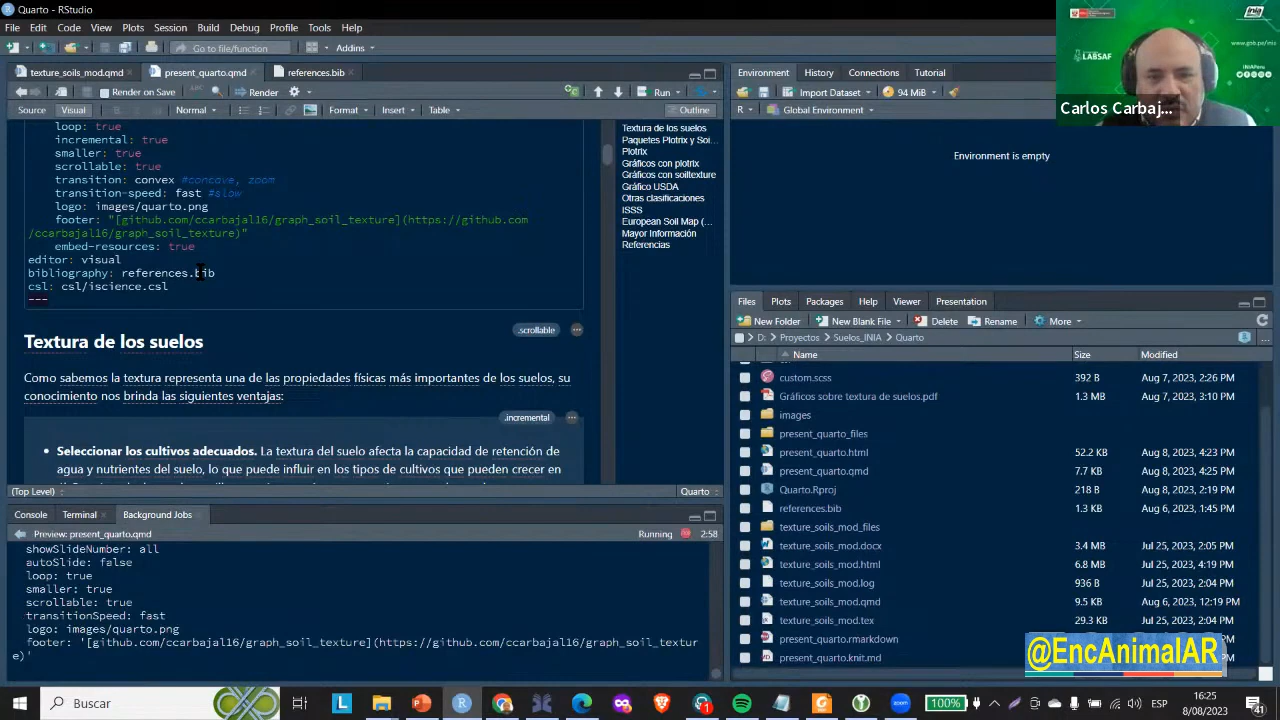 Quarto - RStudio
File Edit Code View Plots Session Build Debug Profile Tools Help
Go to file/function Addins
texture_soils_mod.qmd present_quarto.qmd references.bib
Render on Save Render Run
Source Visual Normal Format Insert Table Outline
loop: true
incremental: true
smaller: true
scrollable: true
transition: convex #concave, zoom
transition-speed: fast #slow
logo: images/quarto.png
footer: "[github.com/ccarbajal16/graph_soil_texture](https://github.com
/ccarbajal16/graph_soil_texture)"
embed-resources: true
editor: visual
bibliography: references.bib
csl: csl/iscience.csl
---
Textura de los suelos
.scrollable
Como sabemos la textura representa una de las propiedades físicas más importantes de los suelos, su
conocimiento nos brinda las siguientes ventajas:
.incremental
Seleccionar los cultivos adecuados. La textura del suelo afecta la capacidad de retención de
agua y nutrientes del suelo, lo que puede influir en los tipos de cultivos que pueden crecer en
Textura de los suelos
Paquetes Plotrix y Soi...
Plotrix
Gráficos con plotrix
Gráficos con soiltexture
Gráfico USDA
Otras clasificaciones
ISSS
European Soil Map (...
Mayor Información
Referencias
(Top Level) Quarto
Console Terminal Background Jobs
Preview: present_quarto.qmd Running 2:58
showSlideNumber: all
autoSlide: false
loop: true
smaller: true
scrollable: true
transitionSpeed: fast
logo: images/quarto.png
footer: '[github.com/ccarbajal16/graph_soil_texture](https://github.com/ccarbajal16/graph_soil_textur
e)'
Environment History Connections Tutorial
Import Dataset 94 MiB
R Global Environment
Environment is empty
Files Plots Packages Help Viewer Presentation
New Folder New Blank File Delete Rename More
D: Proyectos Suelos_INIA Quarto
Name Size Modified
custom.scss 392 B Aug 7, 2023, 2:26 PM
Gráficos sobre textura de suelos.pdf 1.3 MB Aug 7, 2023, 3:10 PM
images
present_quarto_files
present_quarto.html 52.2 KB Aug 8, 2023, 4:23 PM
present_quarto.qmd 7.7 KB Aug 8, 2023, 4:25 PM
Quarto.Rproj 218 B Aug 8, 2023, 2:19 PM
references.bib 1.3 KB Aug 6, 2023, 1:45 PM
texture_soils_mod_files
texture_soils_mod.docx 3.4 MB Jul 25, 2023, 2:05 PM
texture_soils_mod.html 6.8 MB Jul 25, 2023, 4:19 PM
texture_soils_mod.log 936 B Jul 25, 2023, 2:04 PM
texture_soils_mod.qmd 9.5 KB Aug 6, 2023, 12:19 PM
texture_soils_mod.tex 29.3 KB Jul 25, 2023, 2:04 PM
present_quarto.rmarkdown
present_quarto.knit.md
inia
www.gob.pe/inia
LABSAF
INIAPeru
Carlos Carbaj...
@EncAnimalAR
Buscar
100%
ESP
16:25
8/08/2023
41